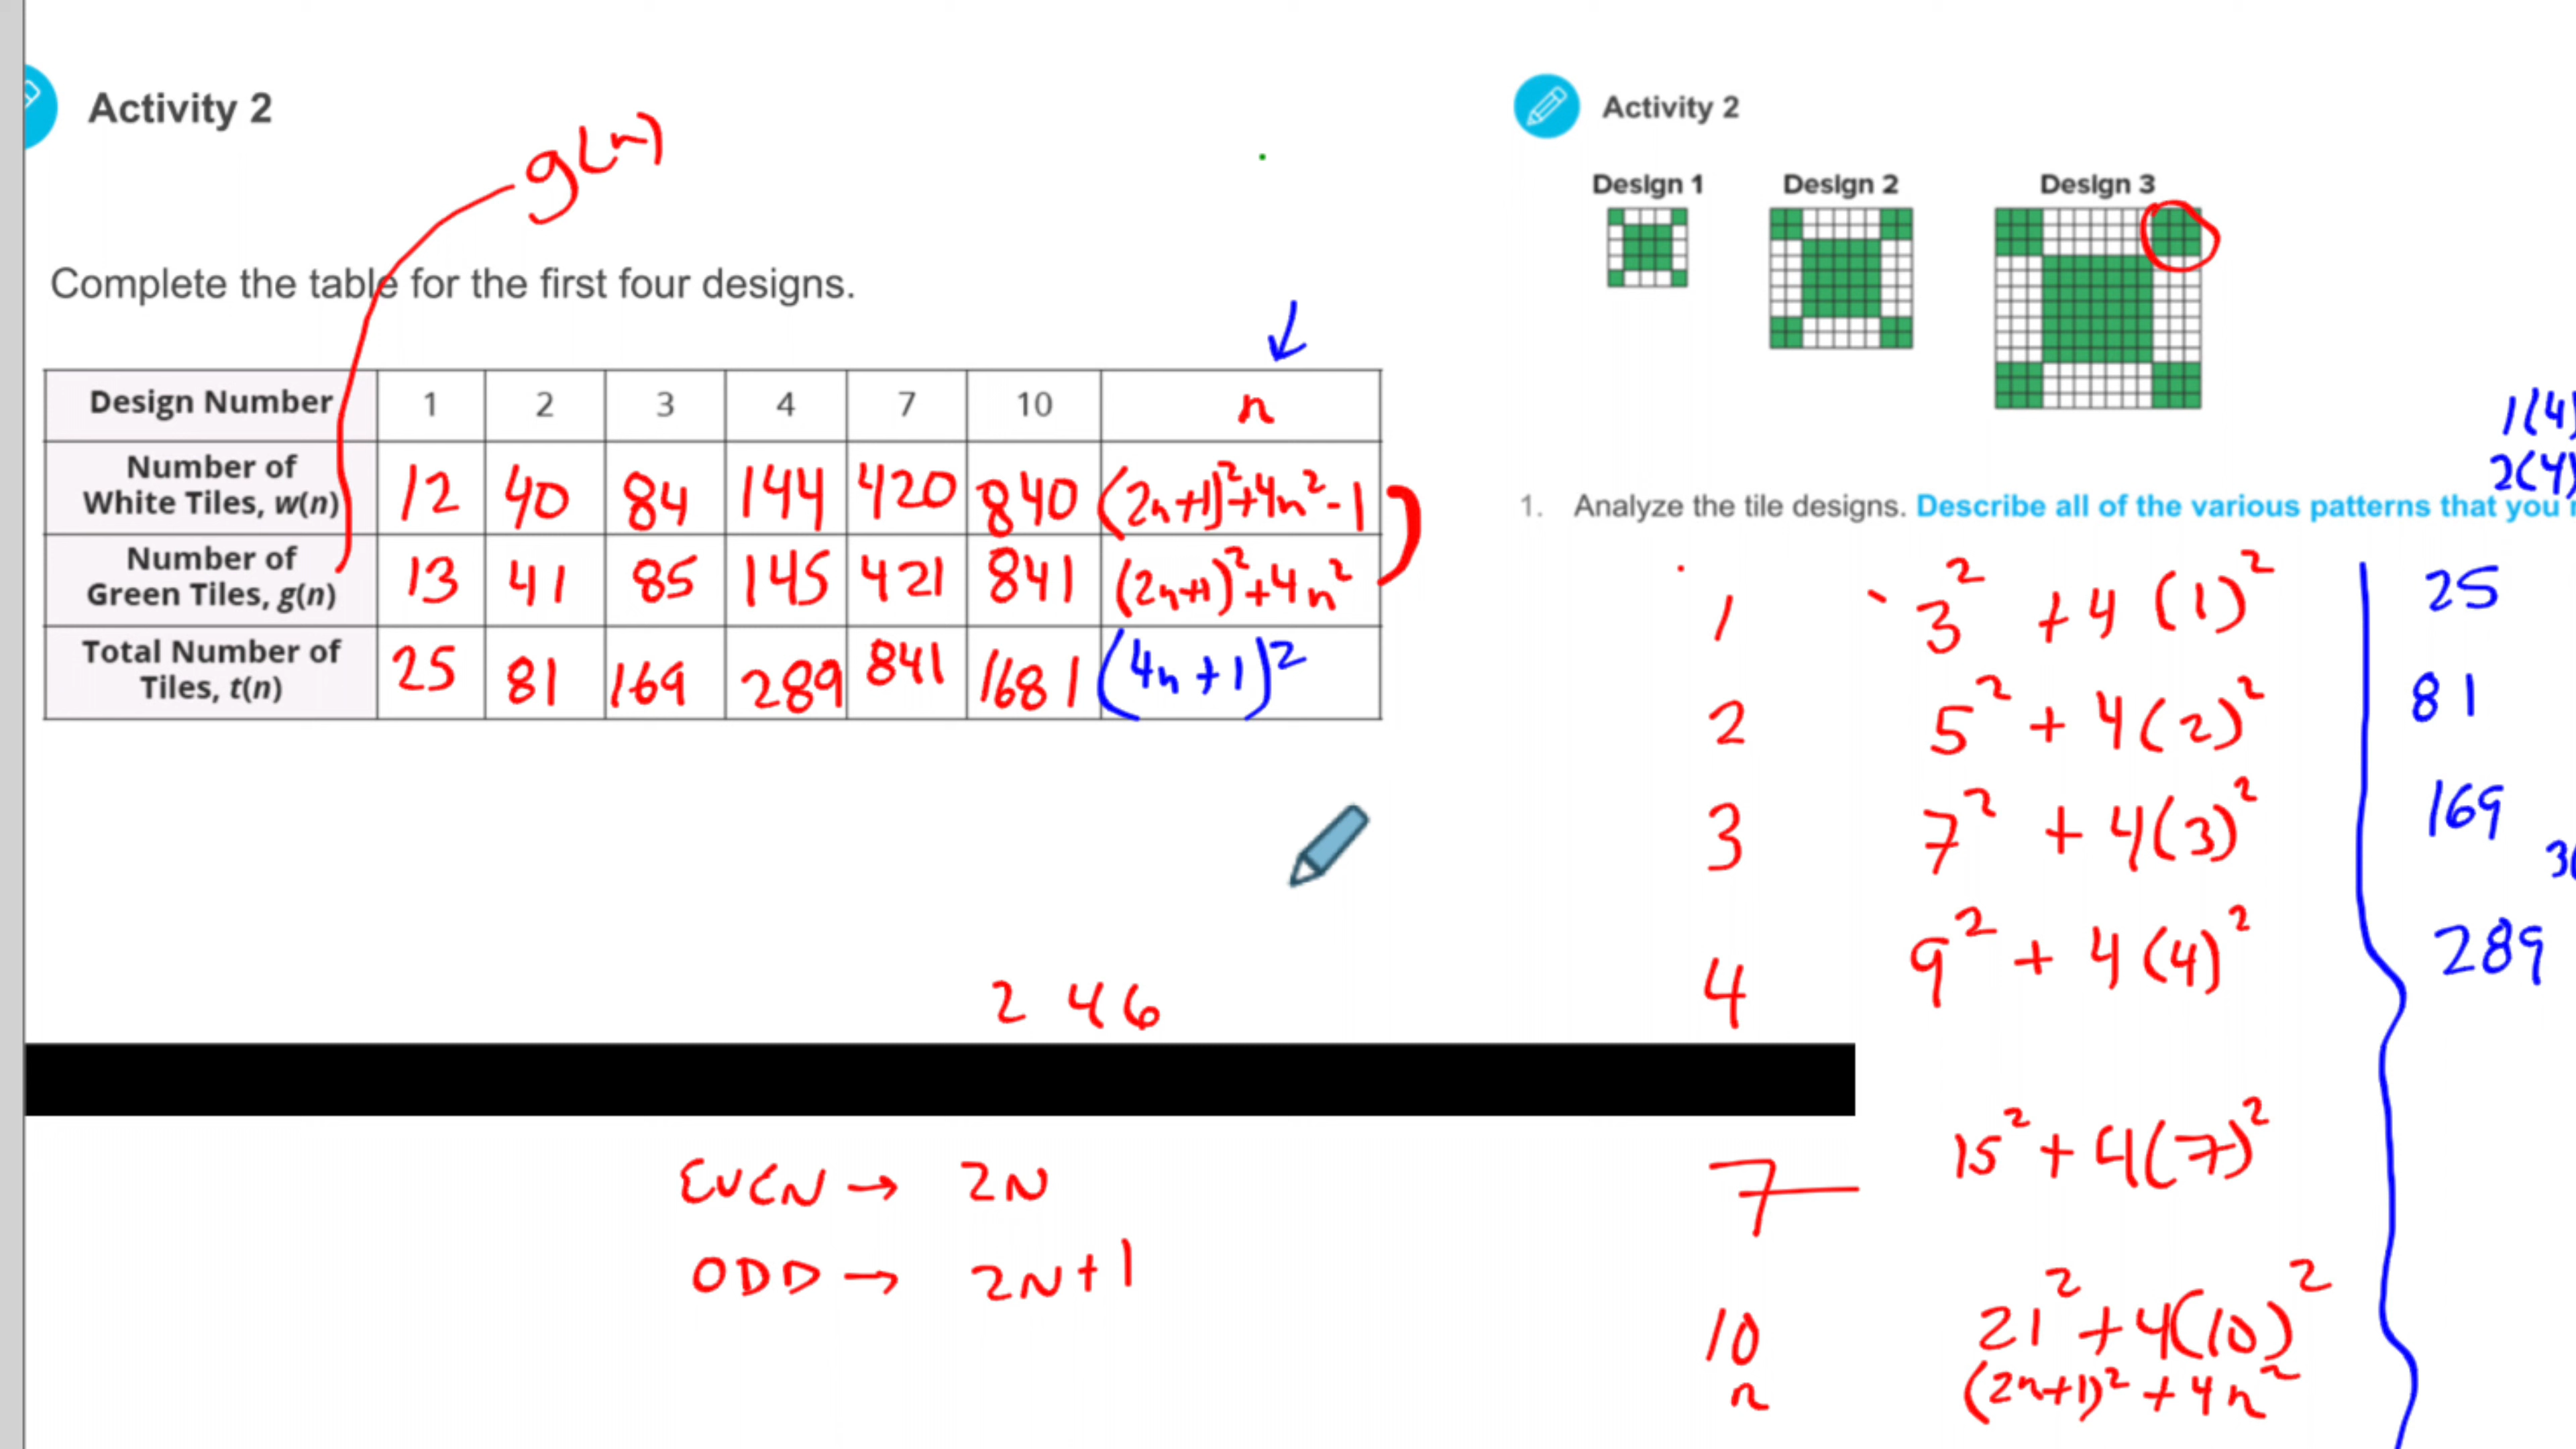 Activity 2
g(n)
Complete the table for the first four designs.
Design Number 1 2 3 4 7 10 n
Number of White Tiles, w(n) 12 40 84 144 420 840 (2n+1)²+4n²-1
Number of Green Tiles, g(n) 13 41 85 145 421 841 (2n+1)²+4n²
Total Number of Tiles, t(n) 25 81 169 289 841 1681 (4n+1)²
2 4 6
EVEN → 2N
ODD → 2N+1
Activity 2
Design 1 Design 2 Design 3
1(4)
2(4)
1. Analyze the tile designs. Describe all of the various patterns that you
1 3² + 4(1)² 25
2 5² + 4(2)² 81
3 7² + 4(3)² 169
4 9² + 4(4)² 289
7 15² + 4(7)²
10 21² + 4(10)²
n (2n+1)² + 4n²